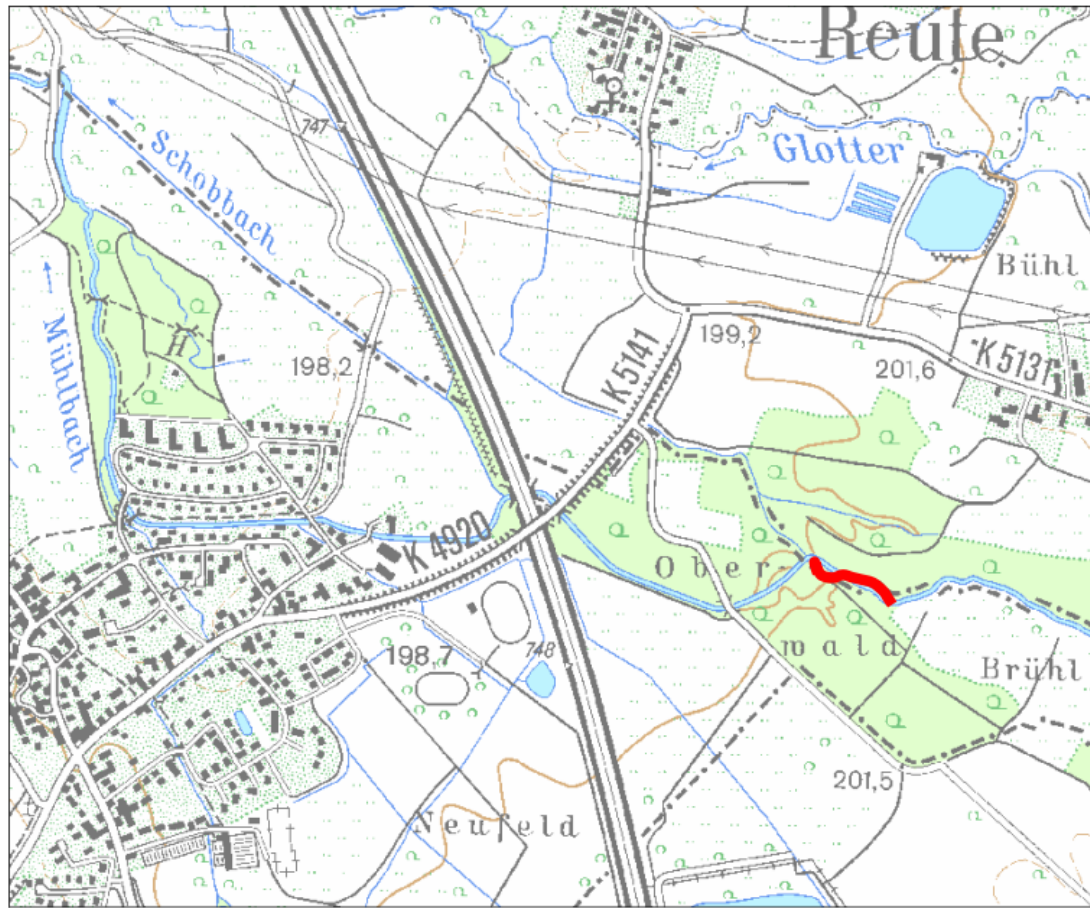 Reute
747
Schobbach
Glotter
Bühl
Mühlbach
H
198,2
K 5141
199,2
201,6
K 5131
K 4920
Ober-
wald
198,7
748
Brühl
201,5
Neufeld